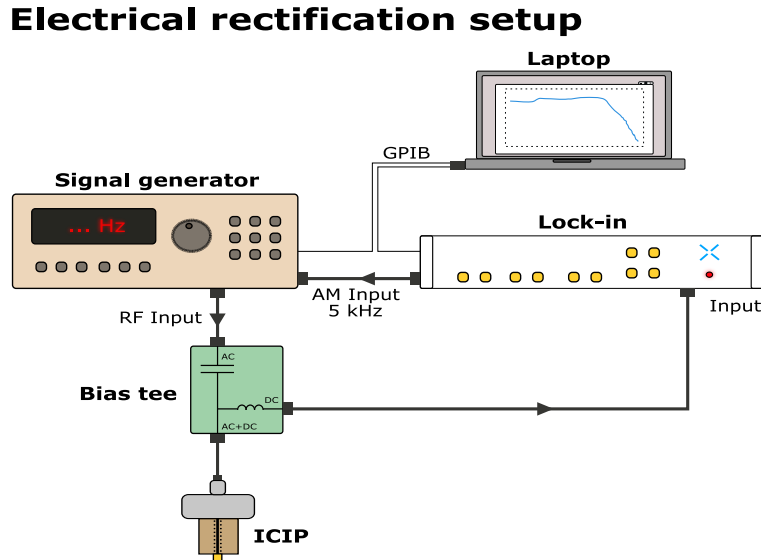 Electrical rectification setup
Laptop
GPIB
Signal generator
... Hz
Lock-in
AM Input
5 kHz
Input
RF Input
AC
Bias tee
DC
AC+DC
ICIP